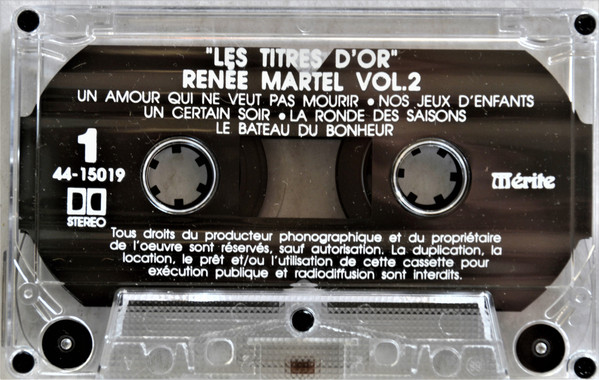 "LES TITRES D'OR"
RENÉE MARTEL VOL.2
UN AMOUR QUI NE VEUT PAS MOURIR • NOS JEUX D'ENFANTS
UN CERTAIN SOIR • LA RONDE DES SAISONS
LE BATEAU DU BONHEUR
1
44-15019
STEREO
Mérite
Tous droits du producteur phonographique et du propriétaire
de l'oeuvre sont réservés, sauf autorisation. La duplication, la
location, le prêt et/ou l'utilisation de cette cassette pour
exécution publique et radiodiffusion sont interdits.